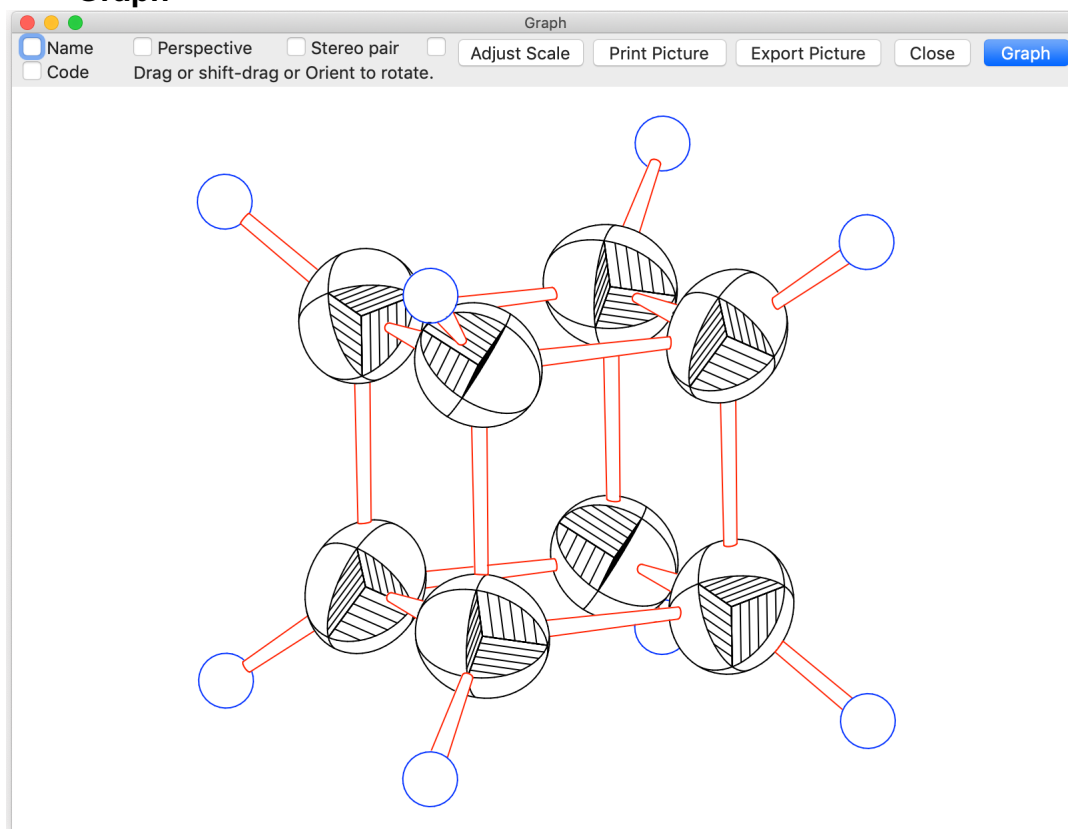 Graph
Graph
Name Perspective Stereo pair Adjust Scale Print Picture Export Picture Close Graph
Code Drag or shift-drag or Orient to rotate.